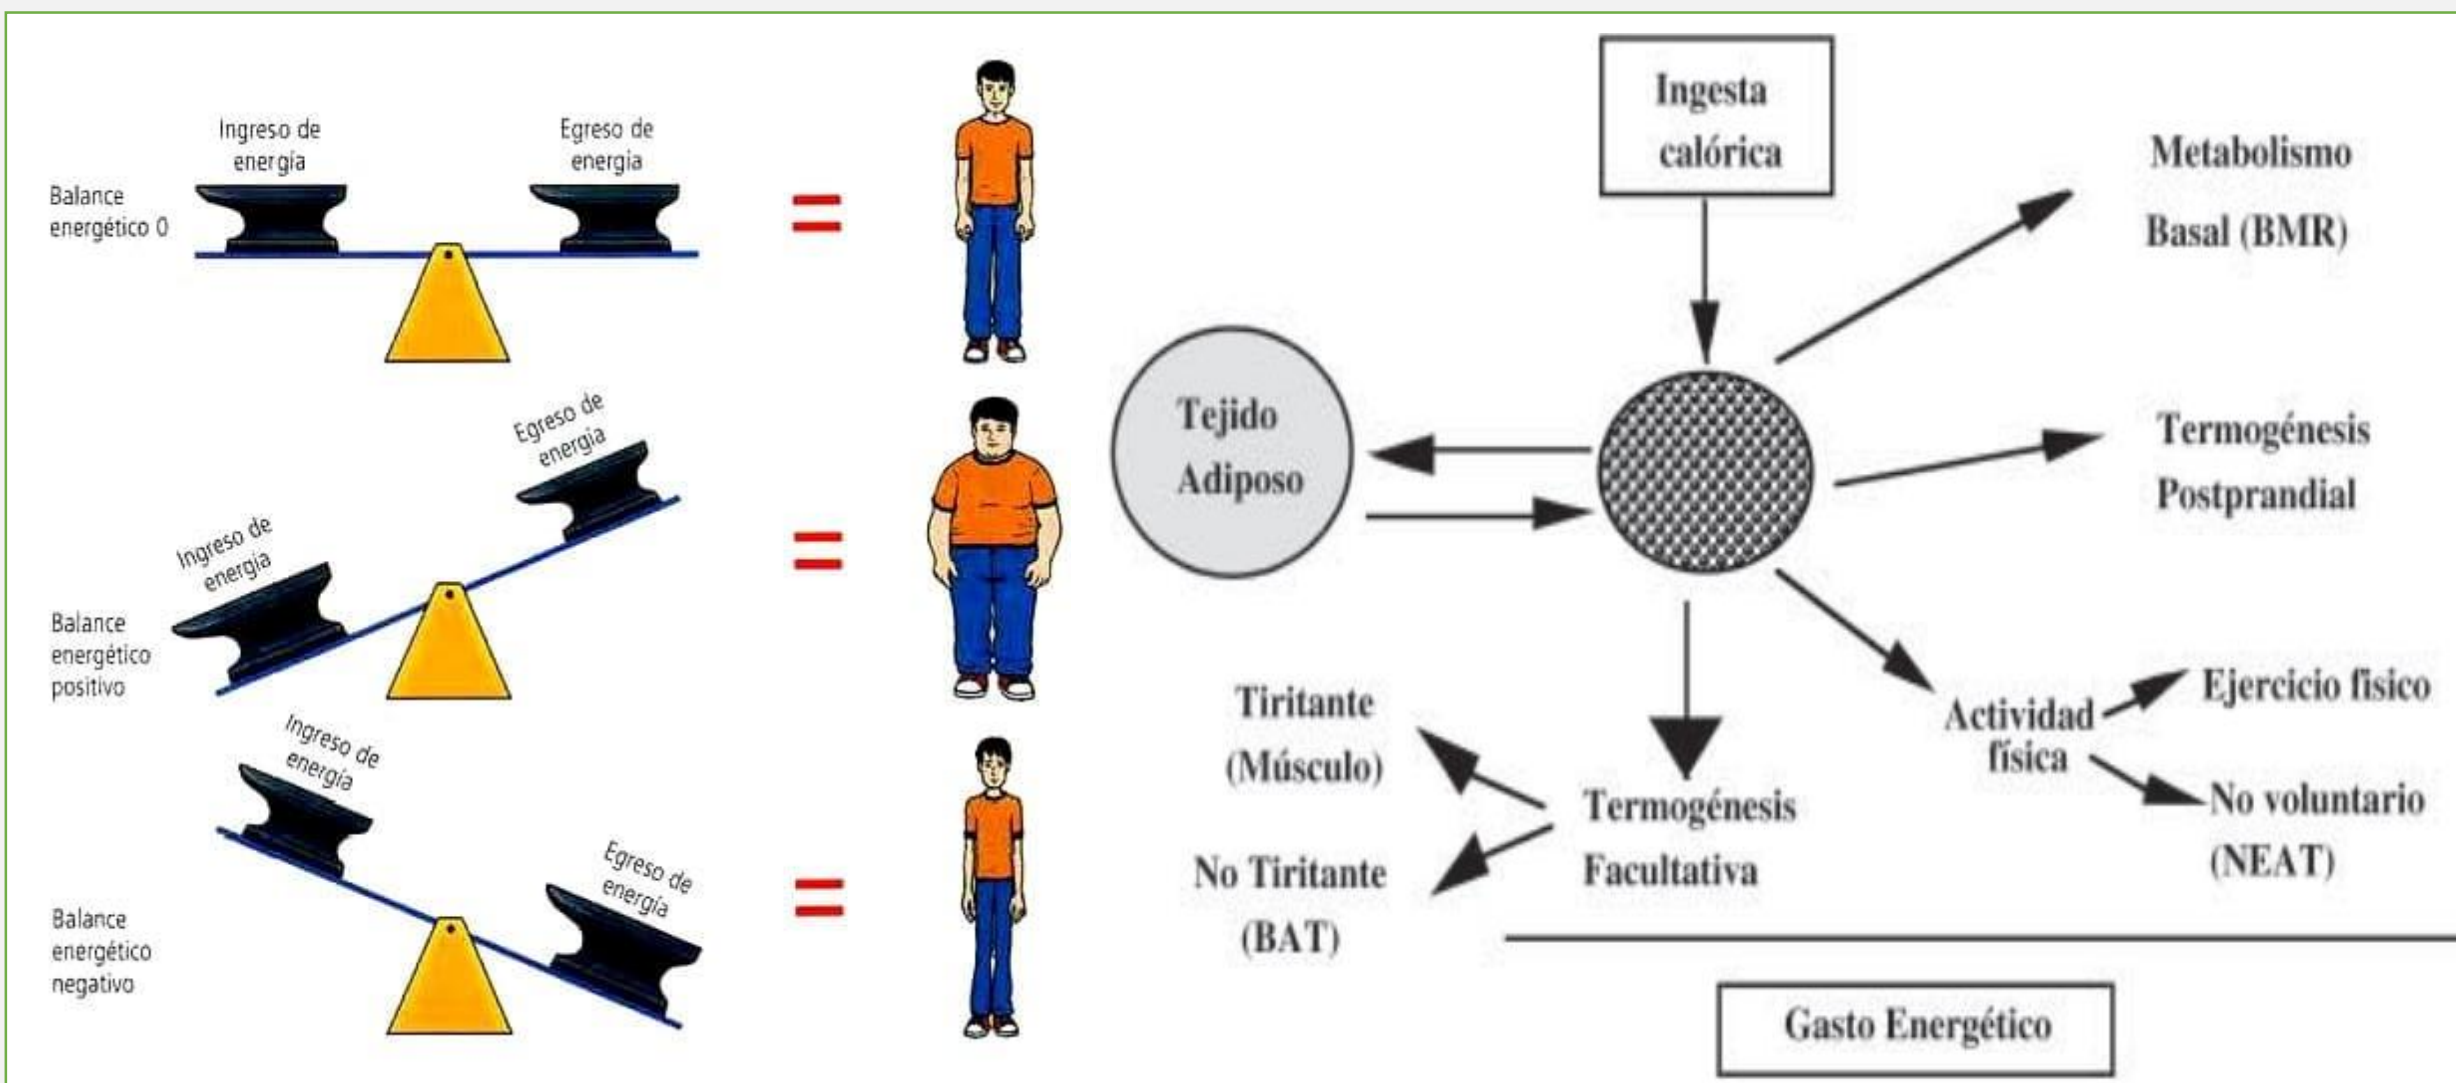 Ingreso de
energía
Egreso de
energía
Balance
energético 0
Egreso de
energía
Ingreso de
energía
Balance
energético
positivo
Ingreso de
energía
Egreso de
energía
Balance
energético
negativo
Ingesta
calórica
Metabolismo
Basal (BMR)
Tejido
Adiposo
Termogénesis
Postprandial
Actividad
física
Ejercicio físico
No voluntario
(NEAT)
Termogénesis
Facultativa
Tiritante
(Músculo)
No Tiritante
(BAT)
Gasto Energético